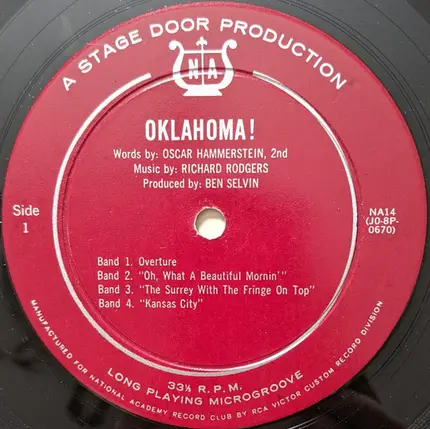 A STAGE DOOR PRODUCTION
NA
OKLAHOMA!
Words by: OSCAR HAMMERSTEIN, 2nd
Music by: RICHARD RODGERS
Produced by: BEN SELVIN
Side
1
NA14
(J0-8P-
0670)
Band 1. Overture
Band 2. "Oh, What A Beautiful Mornin'"
Band 3. "The Surrey With The Fringe On Top"
Band 4. "Kansas City"
33⅓ R.P.M.
LONG PLAYING MICROGROOVE
MANUFACTURED FOR NATIONAL ACADEMY RECORD CLUB BY RCA VICTOR CUSTOM RECORD DIVISION